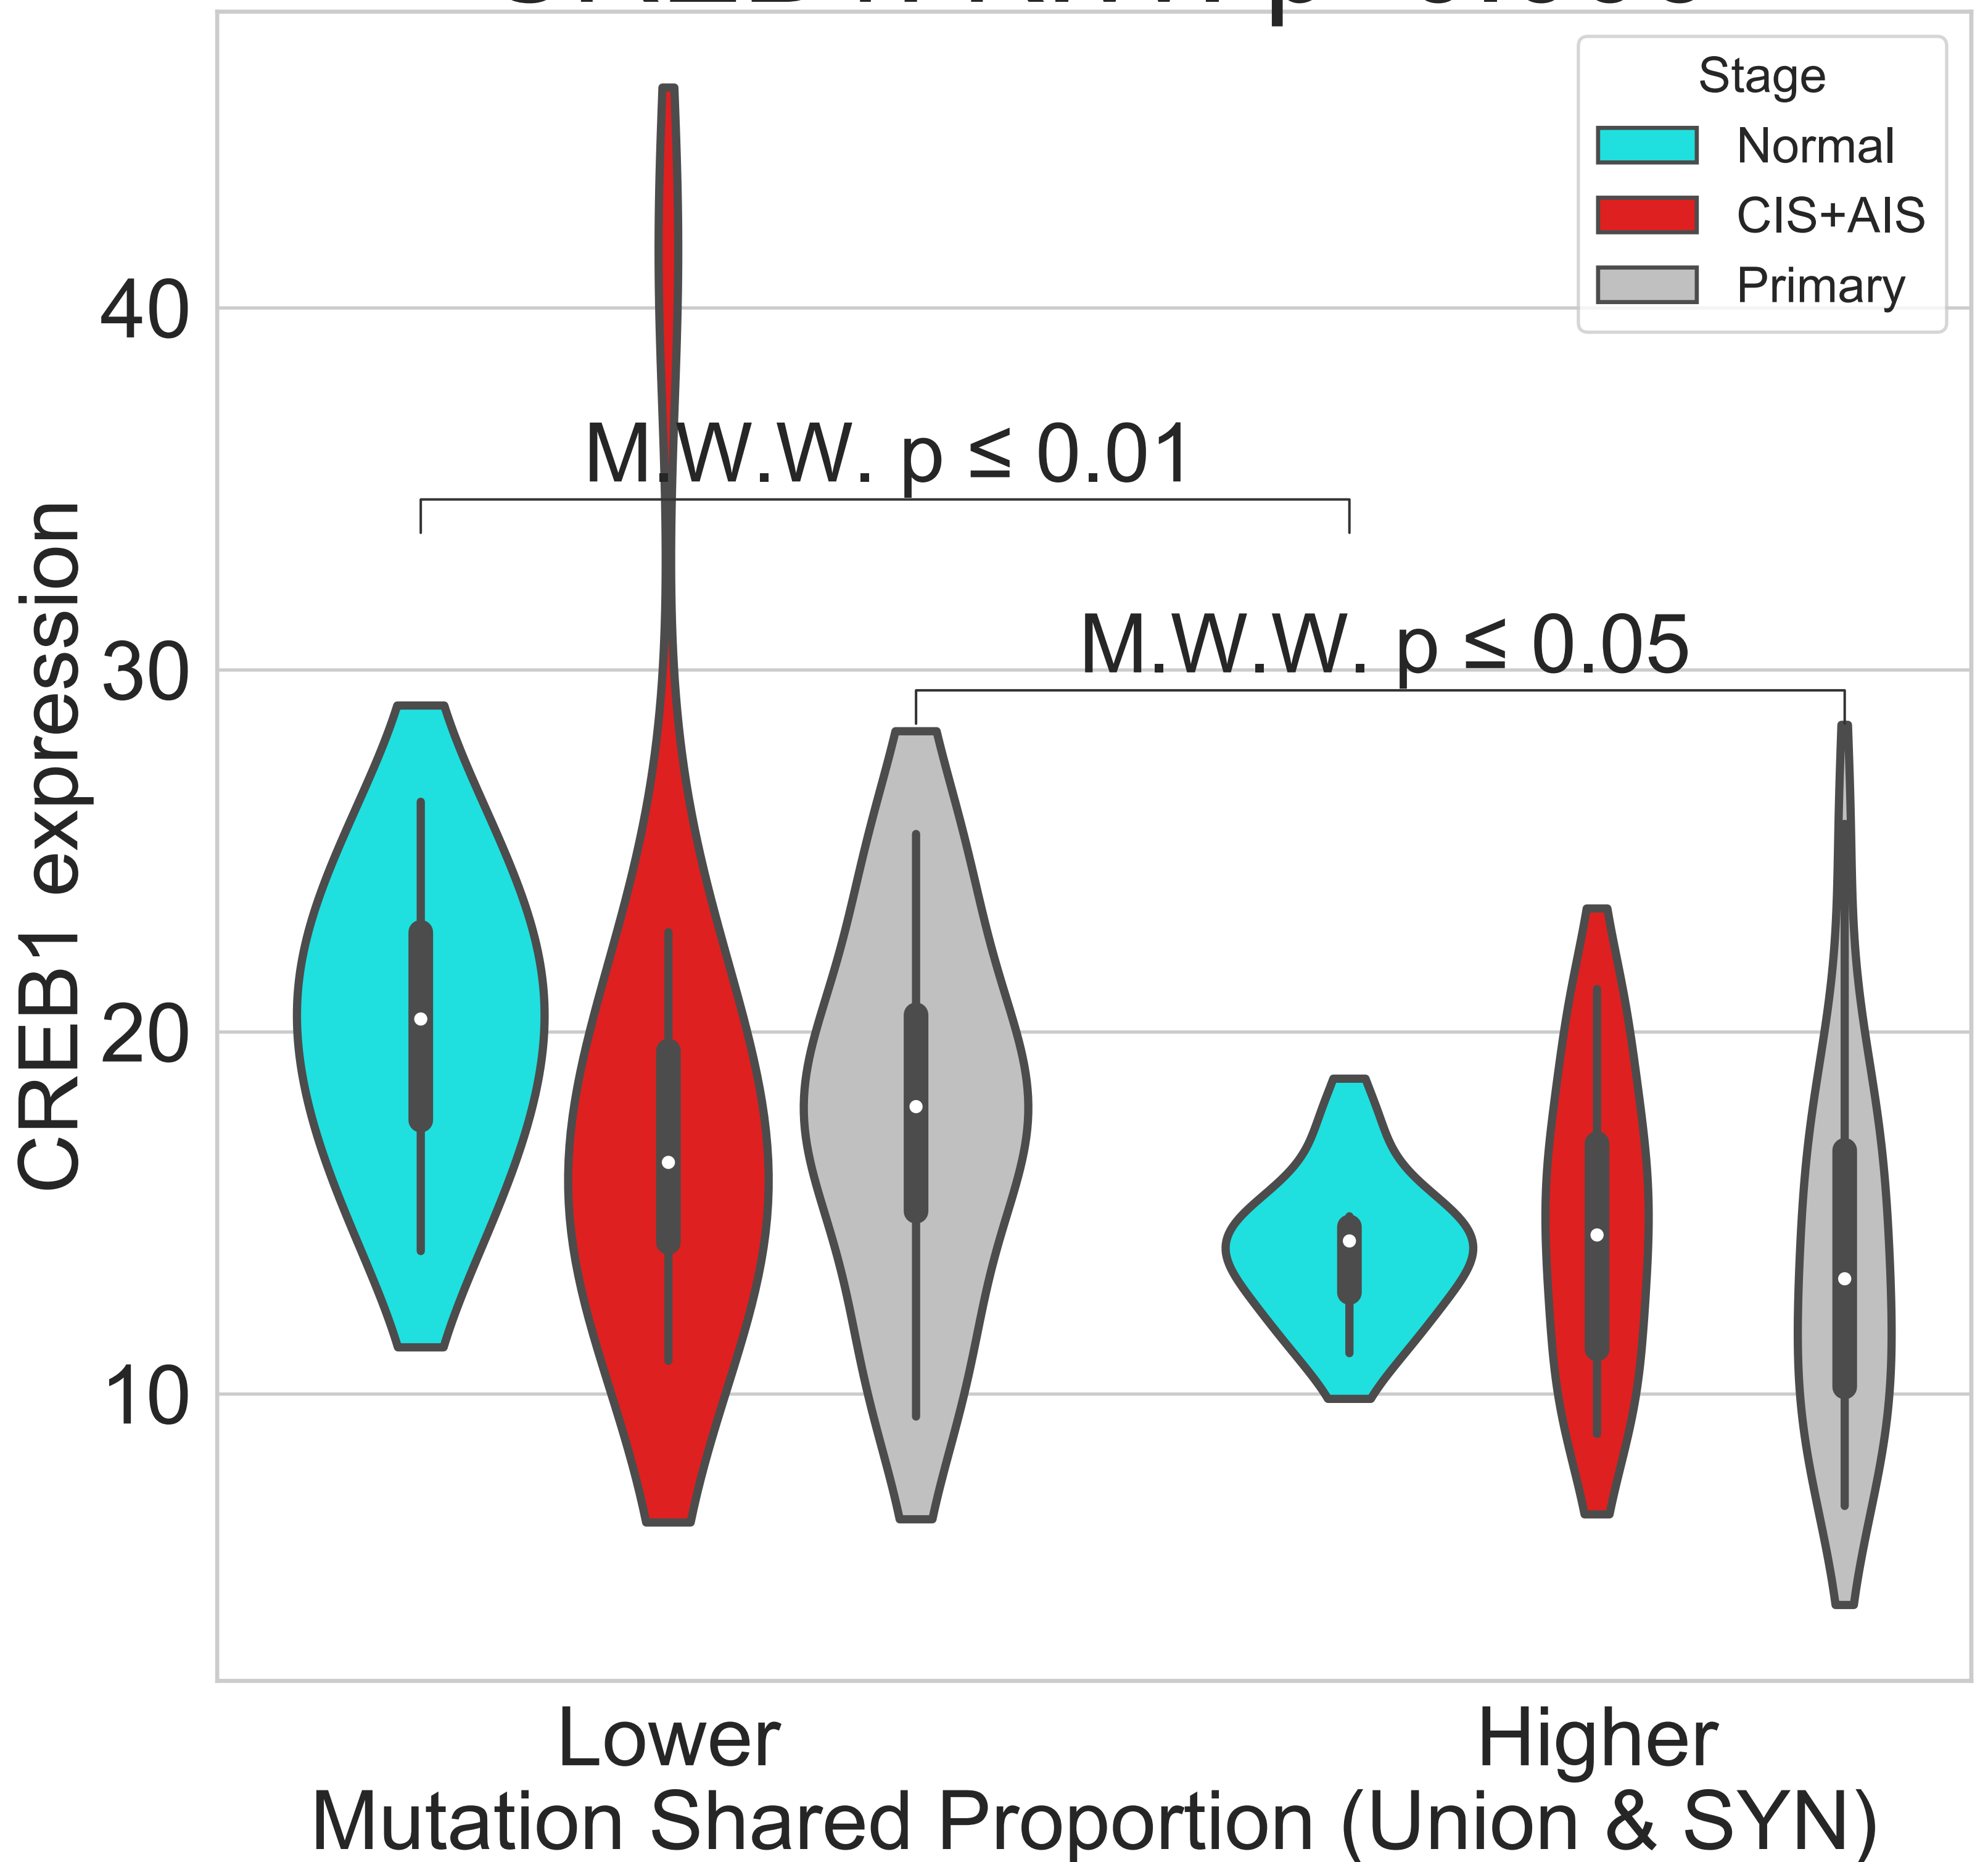 Stage
Normal
CIS+AIS
Primary
40
30
20
10
CREB1 expression
M.W.W. p ≤ 0.01
M.W.W. p ≤ 0.05
Lower
Higher
Mutation Shared Proportion (Union & SYN)